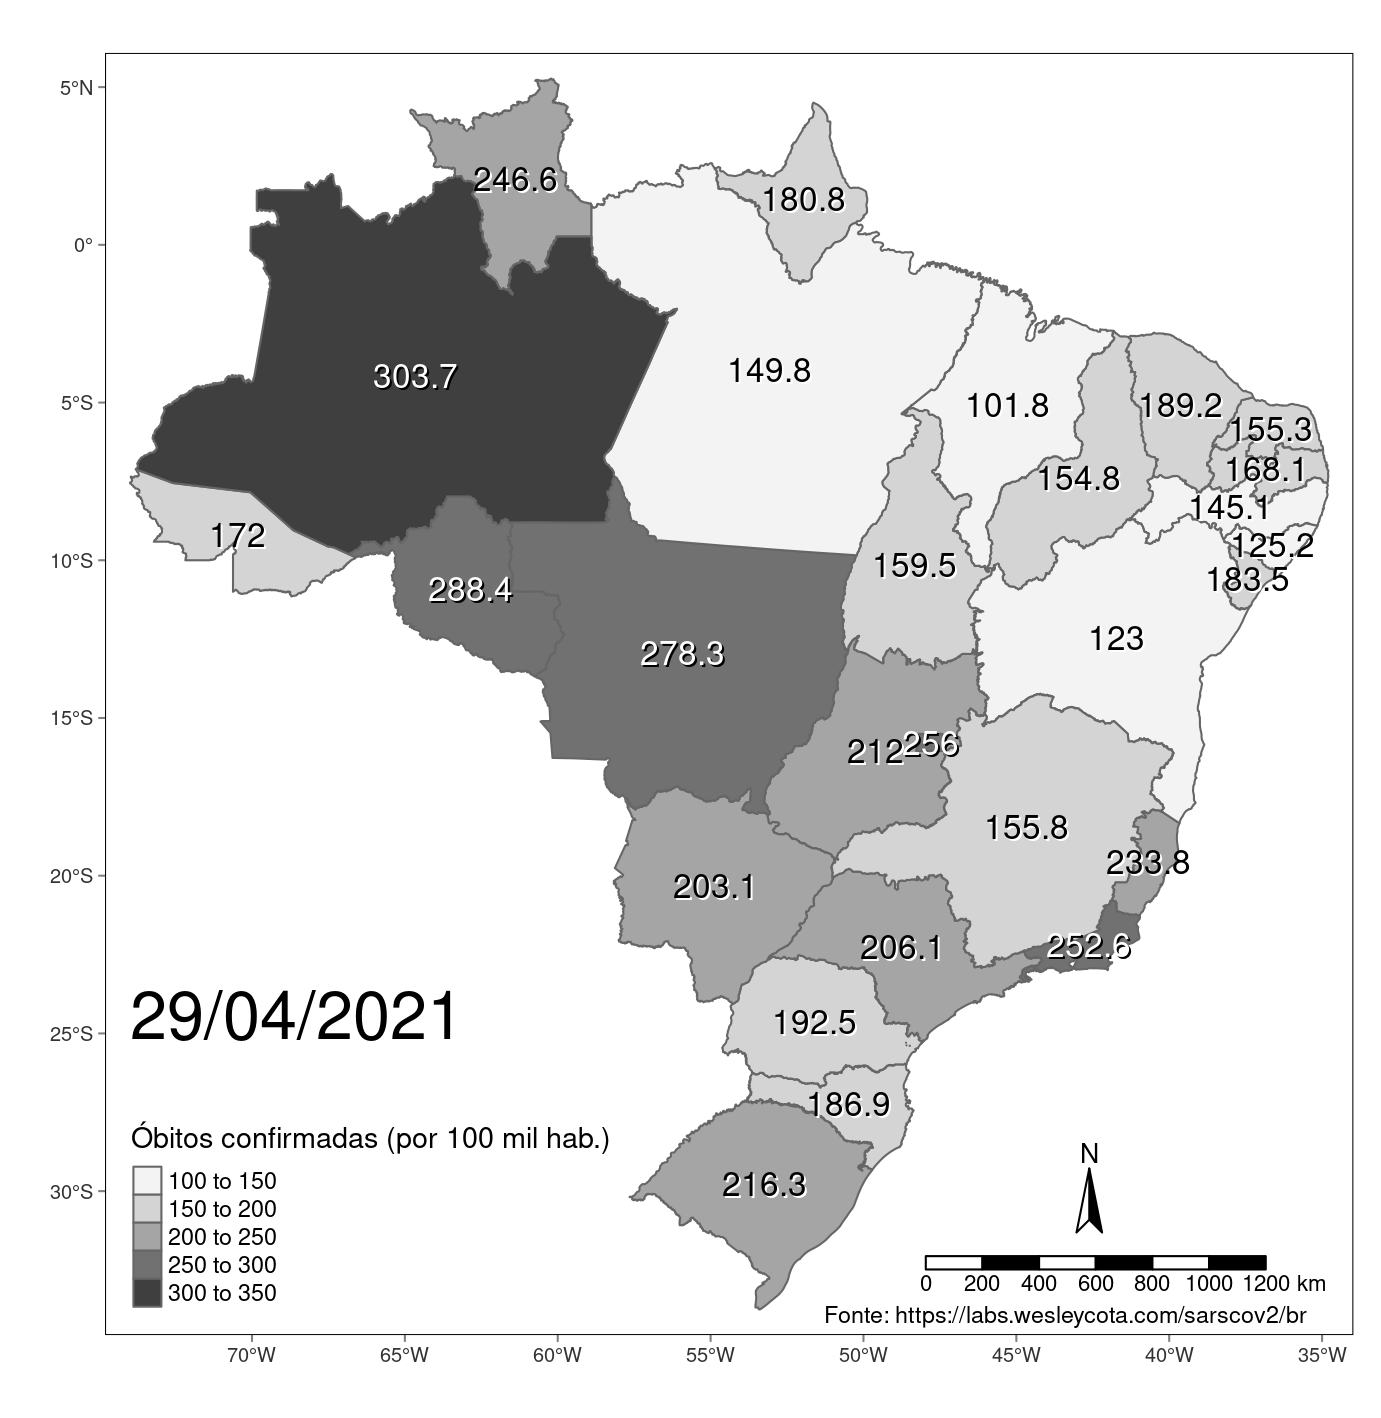 5°N
0°
5°S
10°S
15°S
20°S
25°S
30°S
246.6
180.8
303.7
149.8
101.8
189.2
155.3
154.8
168.1
145.1
172
125.2
159.5
183.5
288.4
123
278.3
212
256
155.8
233.8
203.1
206.1
252.6
192.5
186.9
216.3
29/04/2021
Óbitos confirmadas (por 100 mil hab.)
100 to 150
150 to 200
200 to 250
250 to 300
300 to 350
N
0 200 400 600 800 1000 1200 km
Fonte: https://labs.wesleycota.com/sarscov2/br
70°W 65°W 60°W 55°W 50°W 45°W 40°W 35°W